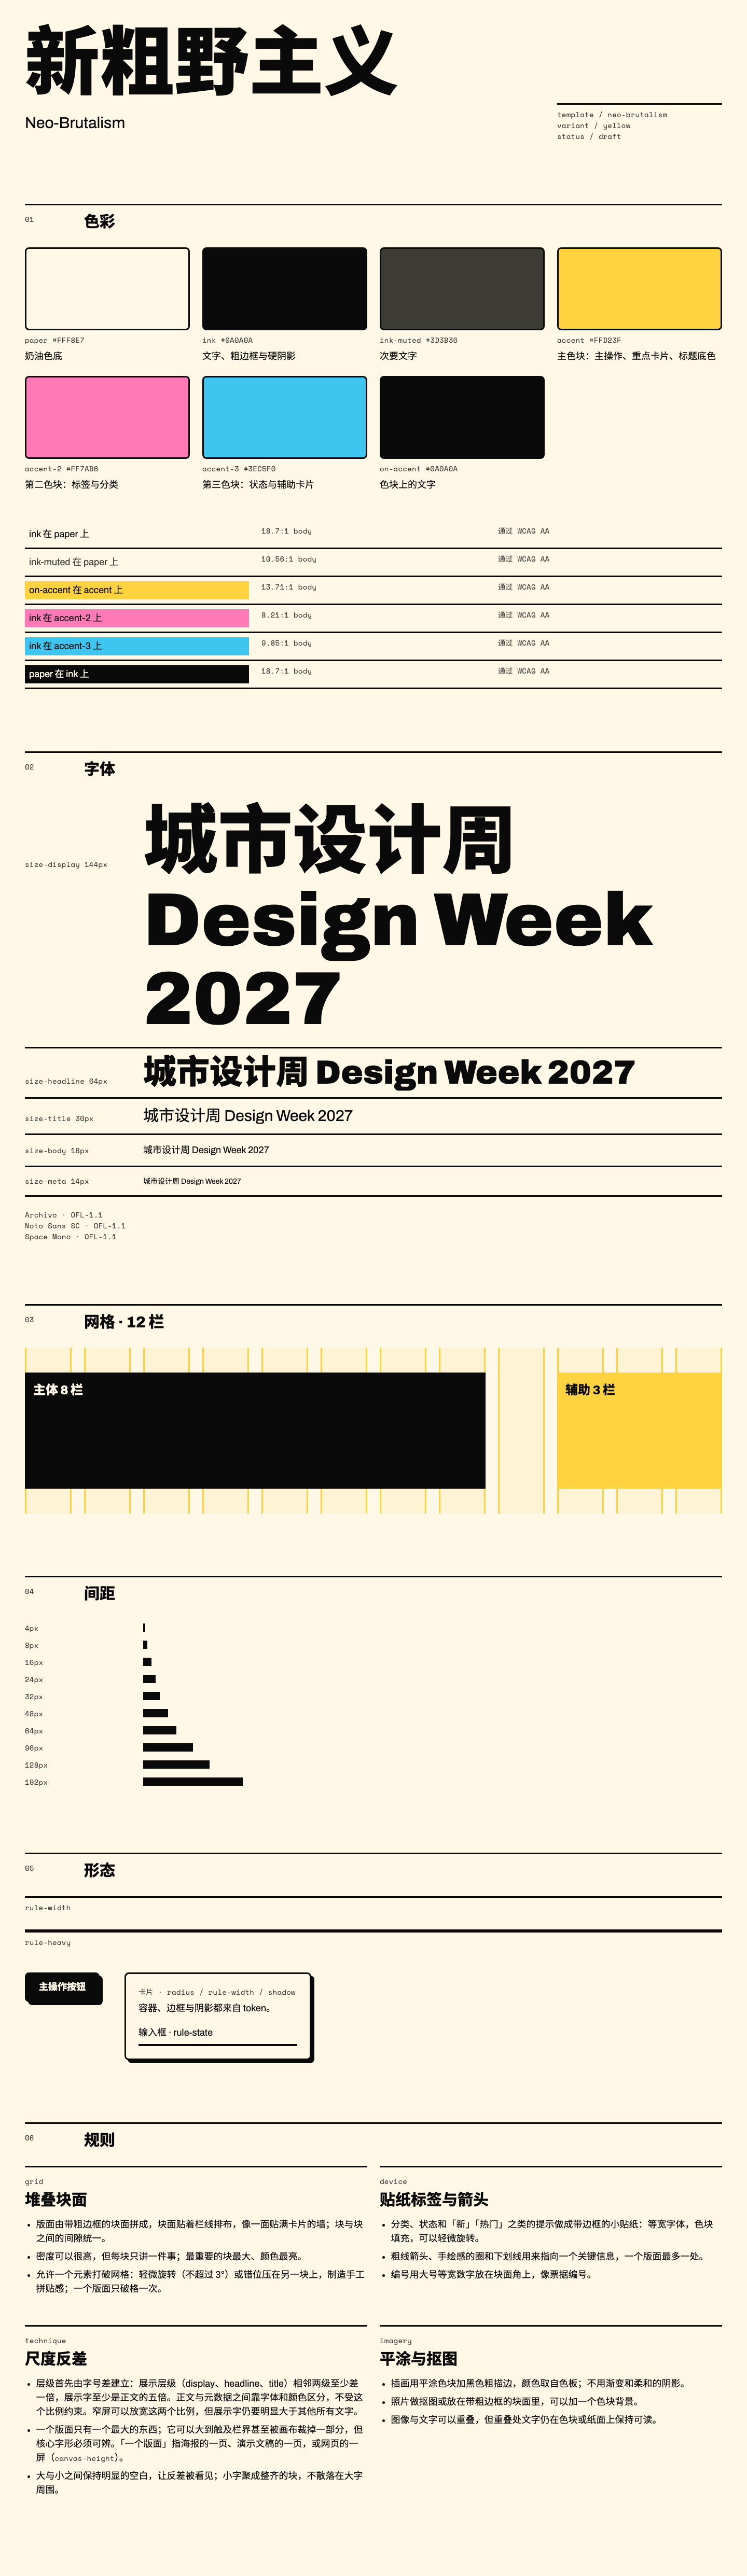 新粗野主义
Neo-Brutalism
template / neo-brutalism
variant / yellow
status / draft
01
色彩
paper #FFF8E7
奶油色底
ink #0A0A0A
文字、粗边框与硬阴影
ink-muted #3D3B36
次要文字
accent #FFD23F
主色块：主操作、重点卡片、标题底色
accent-2 #FF7AB6
第二色块：标签与分类
accent-3 #3EC5F0
第三色块：状态与辅助卡片
on-accent #0A0A0A
色块上的文字
ink 在 paper 上
18.7:1 body
通过 WCAG AA
ink-muted 在 paper 上
10.56:1 body
通过 WCAG AA
on-accent 在 accent 上
13.71:1 body
通过 WCAG AA
ink 在 accent-2 上
8.21:1 body
通过 WCAG AA
ink 在 accent-3 上
9.85:1 body
通过 WCAG AA
paper 在 ink 上
18.7:1 body
通过 WCAG AA
02
字体
size-display 144px
城市设计周
Design Week
2027
size-headline 64px
城市设计周 Design Week 2027
size-title 30px
城市设计周 Design Week 2027
size-body 18px
城市设计周 Design Week 2027
size-meta 14px
城市设计周 Design Week 2027
Archivo · OFL-1.1
Noto Sans SC · OFL-1.1
Space Mono · OFL-1.1
03
网格 · 12 栏
主体 8 栏
辅助 3 栏
04
间距
4px
8px
16px
24px
32px
48px
64px
96px
128px
192px
05
形态
rule-width
rule-heavy
主操作按钮
卡片 · radius / rule-width / shadow
容器、边框与阴影都来自 token。
输入框 · rule-state
06
规则
grid
堆叠块面
• 版面由带粗边框的块面拼成，块面贴着栏线排布，像一面贴满卡片的墙；块与块
之间的间隙统一。
• 密度可以很高，但每块只讲一件事；最重要的块最大、颜色最亮。
• 允许一个元素打破网格：轻微旋转（不超过 3°）或错位压在另一块上，制造手工
拼贴感；一个版面只破格一次。
device
贴纸标签与箭头
• 分类、状态和「新」「热门」之类的提示做成带边框的小贴纸：等宽字体，色块
填充，可以轻微旋转。
• 粗线箭头、手绘感的圈和下划线用来指向一个关键信息，一个版面最多一处。
• 编号用大号等宽数字放在块面角上，像票据编号。
technique
尺度反差
• 层级首先由字号差建立：展示层级（display、headline、title）相邻两级至少差
一倍，展示字至少是正文的五倍。正文与元数据之间靠字体和颜色区分，不受这
个比例约束。窄屏可以放宽这两个比例，但展示字仍要明显大于其他所有文字。
• 一个版面只有一个最大的东西；它可以大到触及栏界甚至被画布裁掉一部分，但
核心字形必须可辨。「一个版面」指海报的一页、演示文稿的一页，或网页的一
屏（canvas-height）。
• 大与小之间保持明显的空白，让反差被看见；小字聚成整齐的块，不散落在大字
周围。
imagery
平涂与抠图
• 插画用平涂色块加黑色粗描边，颜色取自色板；不用渐变和柔和的阴影。
• 照片做抠图或放在带粗边框的块面里，可以加一个色块背景。
• 图像与文字可以重叠，但重叠处文字仍在色块或纸面上保持可读。